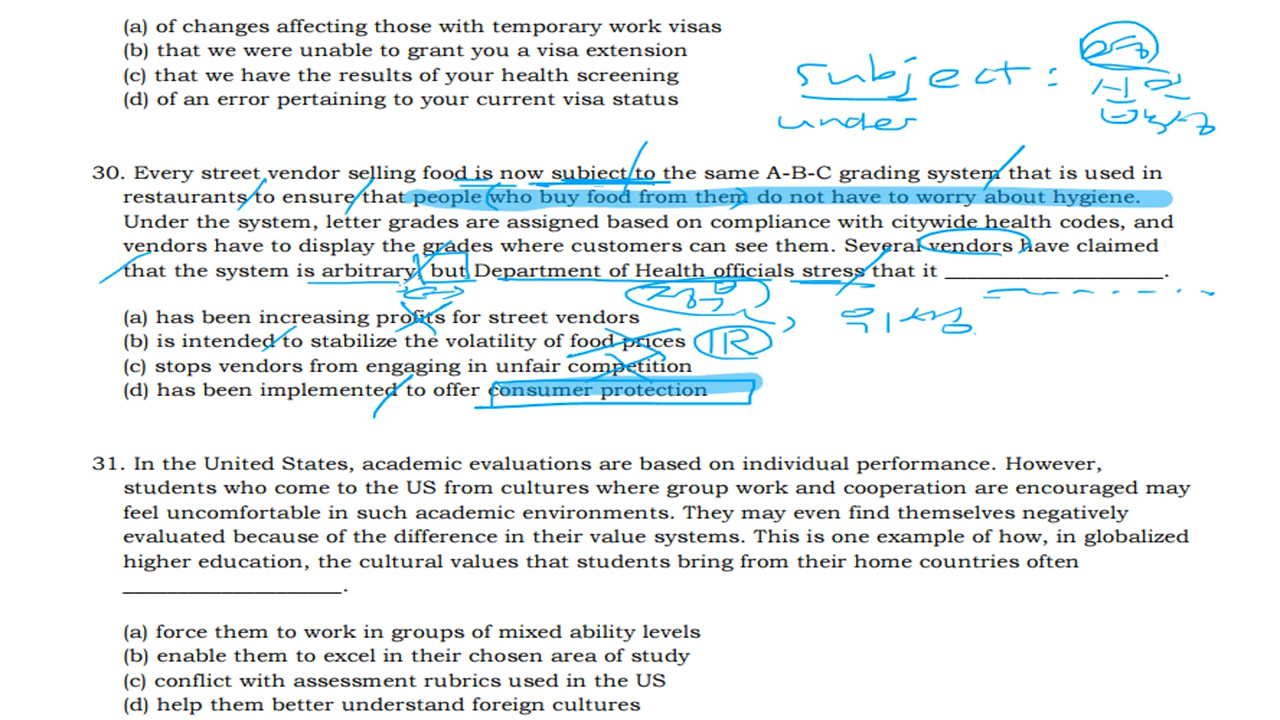 (a) of changes affecting those with temporary work visas
(b) that we were unable to grant you a visa extension
(c) that we have the results of your health screening
(d) of an error pertaining to your current visa status
subject :
under
30. Every street vendor selling food is now subject to the same A-B-C grading system that is used in
restaurants to ensure that people who buy food from them do not have to worry about hygiene.
Under the system, letter grades are assigned based on compliance with citywide health codes, and
vendors have to display the grades where customers can see them. Several vendors have claimed
that the system is arbitrary, but Department of Health officials stress that it ____________________.
위생
(a) has been increasing profits for street vendors
(b) is intended to stabilize the volatility of food prices
(c) stops vendors from engaging in unfair competition
(d) has been implemented to offer consumer protection
31. In the United States, academic evaluations are based on individual performance. However,
students who come to the US from cultures where group work and cooperation are encouraged may
feel uncomfortable in such academic environments. They may even find themselves negatively
evaluated because of the difference in their value systems. This is one example of how, in globalized
higher education, the cultural values that students bring from their home countries often
____________________.
(a) force them to work in groups of mixed ability levels
(b) enable them to excel in their chosen area of study
(c) conflict with assessment rubrics used in the US
(d) help them better understand foreign cultures